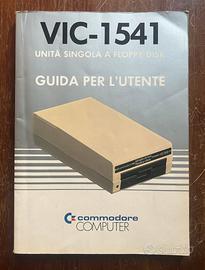 VIC-1541
UNITÀ SINGOLA A FLOPPY DISK
GUIDA PER L'UTENTE
commodore
COMPUTER